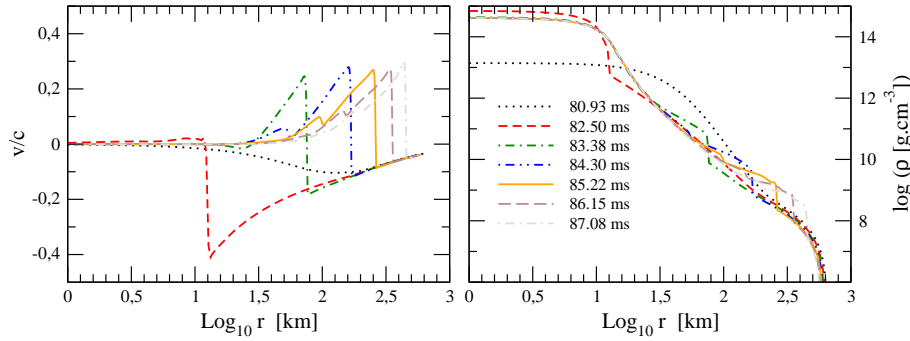 0,4
0,2
0
-0,2
-0,4
v/c
0 0,5 1 1,5 2 2,5 3
Log10 r [km]
80.93 ms
82.50 ms
83.38 ms
84.30 ms
85.22 ms
86.15 ms
87.08 ms
0 0,5 1 1,5 2 2,5 3
Log10 r [km]
14
12
10
8
log (ρ [g.cm-3])